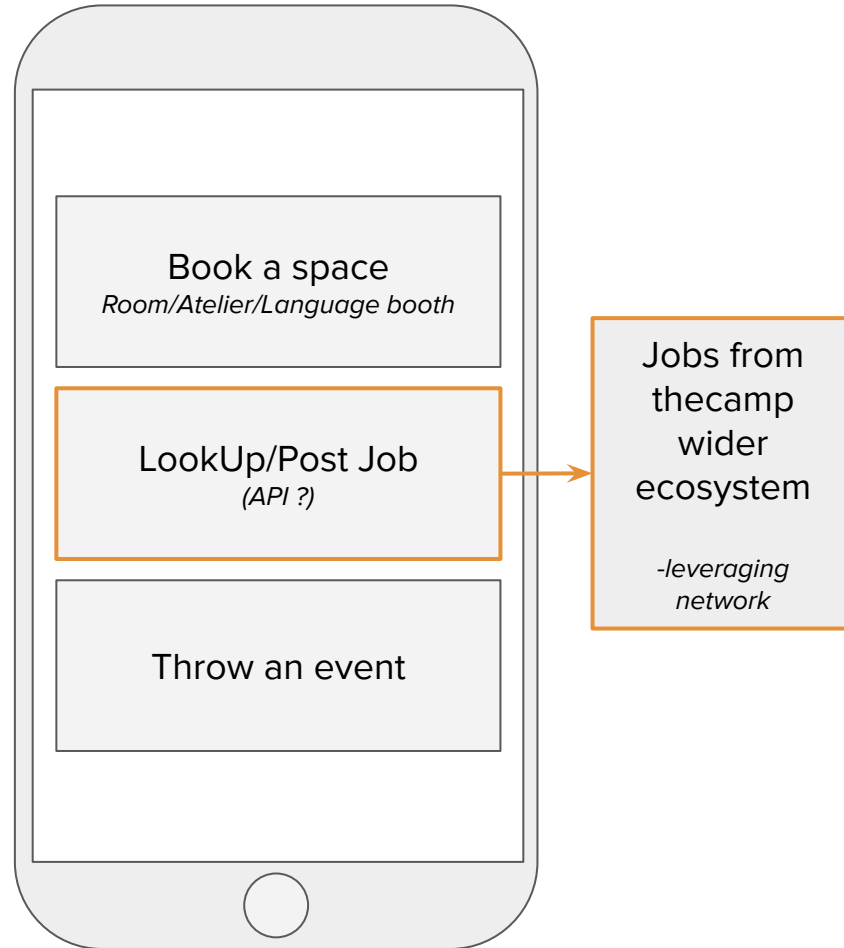 Book a space
Room/Atelier/Language booth
LookUp/Post Job
(API ?)
Throw an event
Jobs from
thecamp
wider
ecosystem
-leveraging
network